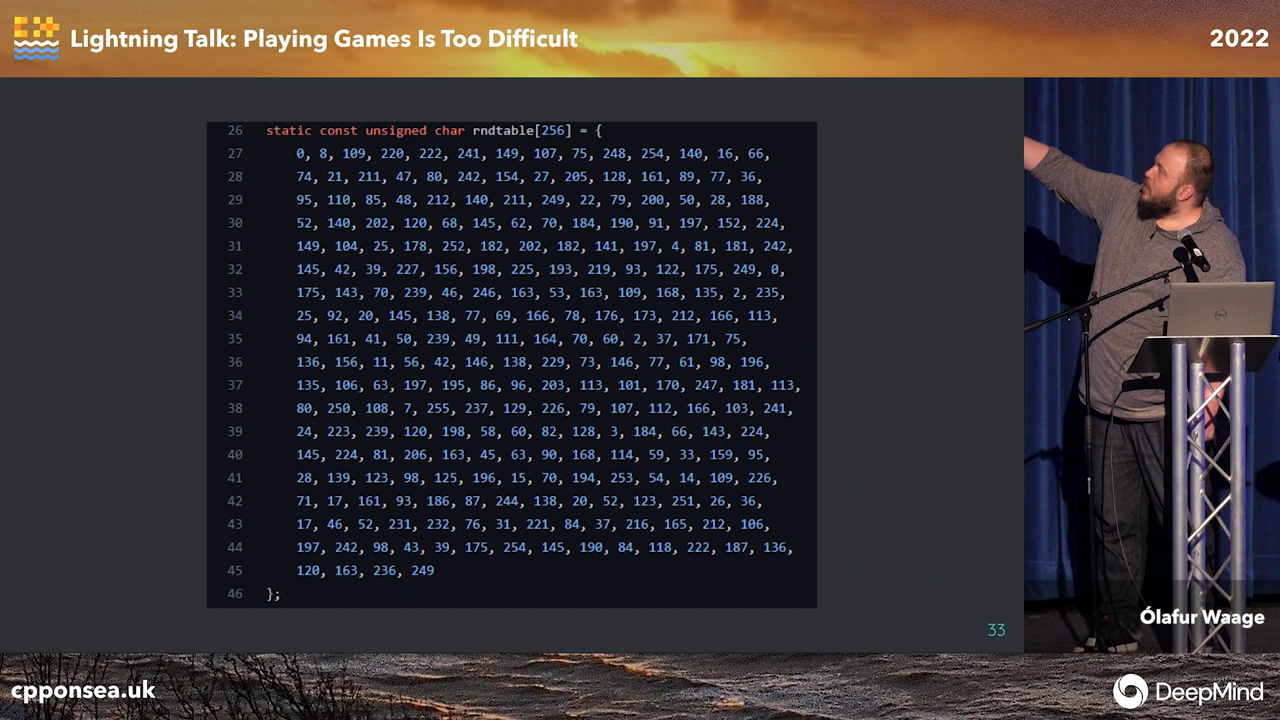 Lightning Talk: Playing Games Is Too Difficult
2022
26 static const unsigned char rndtable[256] = {
27 0, 8, 109, 220, 222, 241, 149, 107, 75, 248, 254, 140, 16, 66,
28 74, 21, 211, 47, 80, 242, 154, 27, 205, 128, 161, 89, 77, 36,
29 95, 110, 85, 48, 212, 140, 211, 249, 22, 79, 200, 50, 28, 188,
30 52, 140, 202, 120, 68, 145, 62, 70, 184, 190, 91, 197, 152, 224,
31 149, 104, 25, 178, 252, 182, 202, 182, 141, 197, 4, 81, 181, 242,
32 145, 42, 39, 227, 156, 198, 225, 193, 219, 93, 122, 175, 249, 0,
33 175, 143, 70, 239, 46, 246, 163, 53, 163, 109, 168, 135, 2, 235,
34 25, 92, 20, 145, 138, 77, 69, 166, 78, 176, 173, 212, 166, 113,
35 94, 161, 41, 50, 239, 49, 111, 164, 70, 60, 2, 37, 171, 75,
36 136, 156, 11, 56, 42, 146, 138, 229, 73, 146, 77, 61, 98, 196,
37 135, 106, 63, 197, 195, 86, 96, 203, 113, 101, 170, 247, 181, 113,
38 80, 250, 108, 7, 255, 237, 129, 226, 79, 107, 112, 166, 103, 241,
39 24, 223, 239, 120, 198, 58, 60, 82, 128, 3, 184, 66, 143, 224,
40 145, 224, 81, 206, 163, 45, 63, 90, 168, 114, 59, 33, 159, 95,
41 28, 139, 123, 98, 125, 196, 15, 70, 194, 253, 54, 14, 109, 226,
42 71, 17, 161, 93, 186, 87, 244, 138, 20, 52, 123, 251, 26, 36,
43 17, 46, 52, 231, 232, 76, 31, 221, 84, 37, 216, 165, 212, 106,
44 197, 242, 98, 43, 39, 175, 254, 145, 190, 84, 118, 222, 187, 136,
45 120, 163, 236, 249
46 };
33
Ólafur Waage
cpponsea.uk
DeepMind